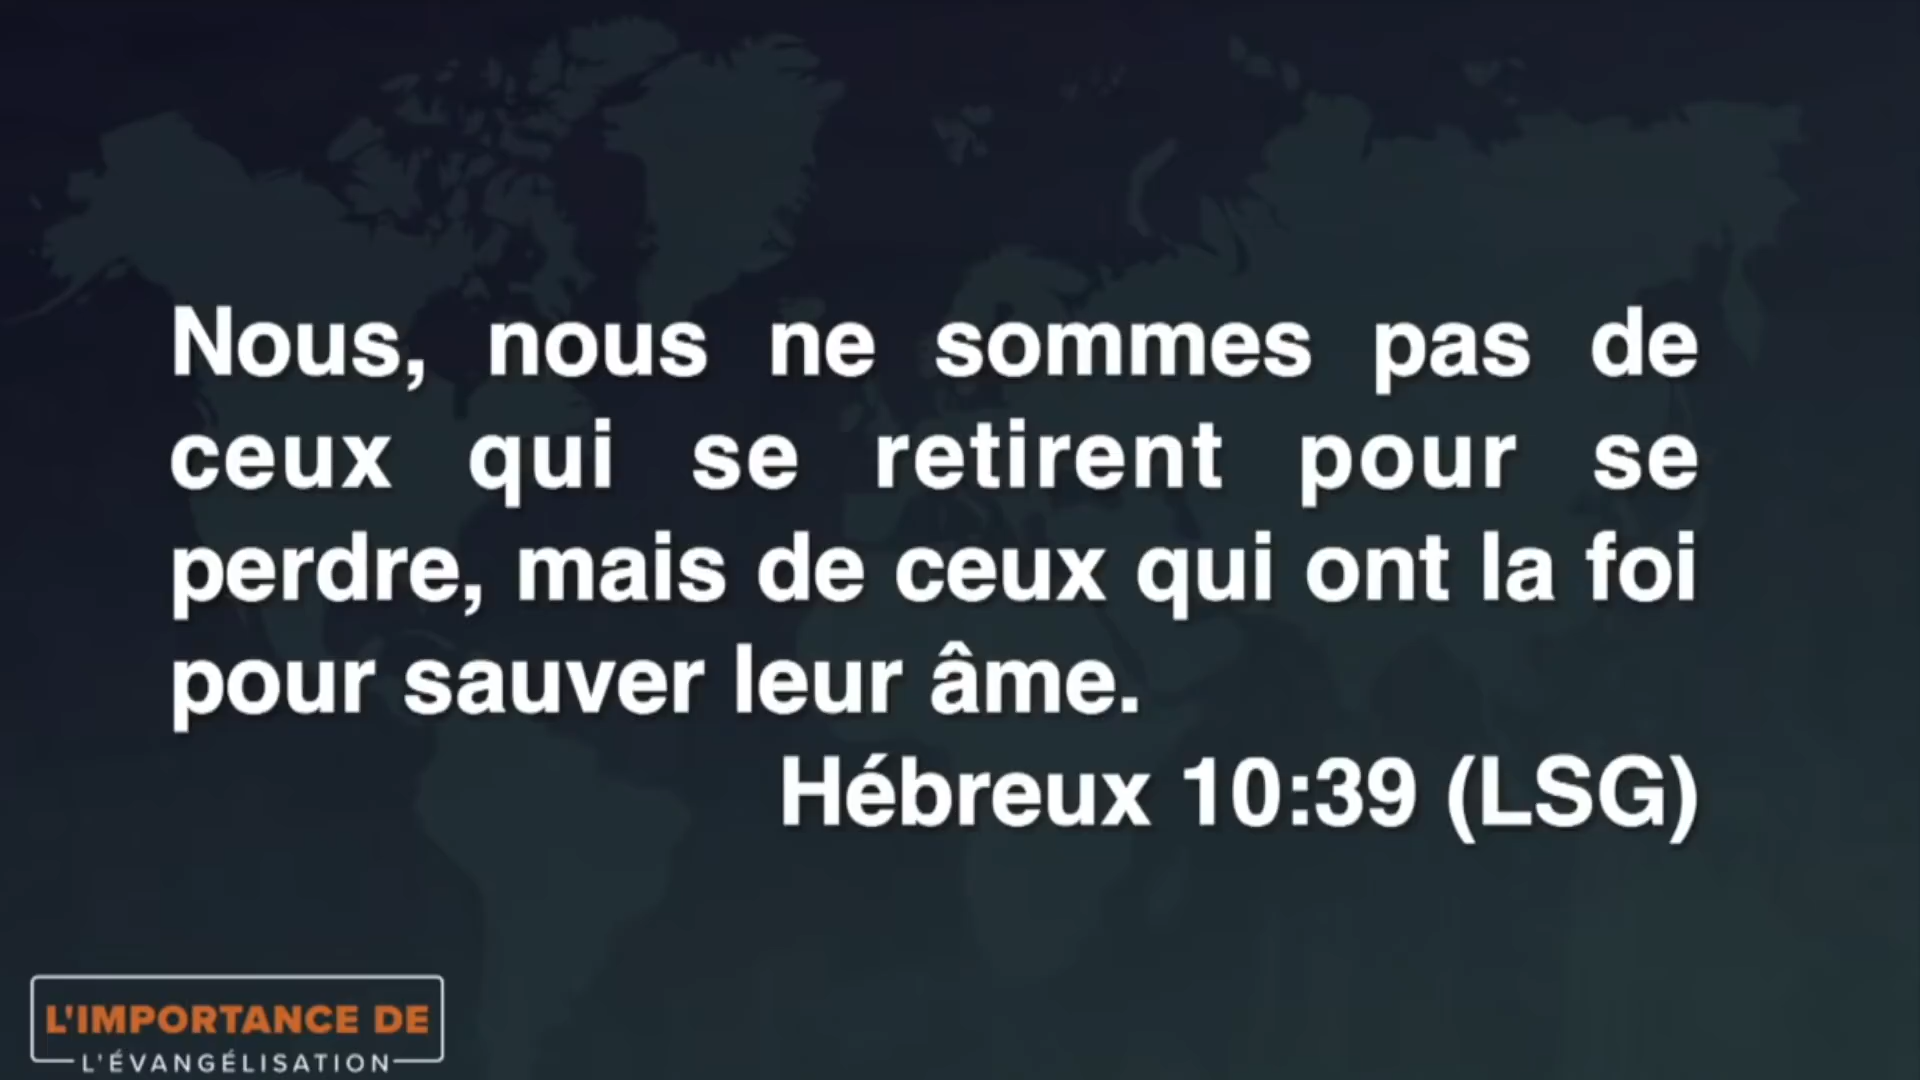 Nous, nous ne sommes pas de
ceux qui se retirent pour se
perdre, mais de ceux qui ont la foi
pour sauver leur âme.
Hébreux 10:39 (LSG)
L'IMPORTANCE DE
L'ÉVANGÉLISATION